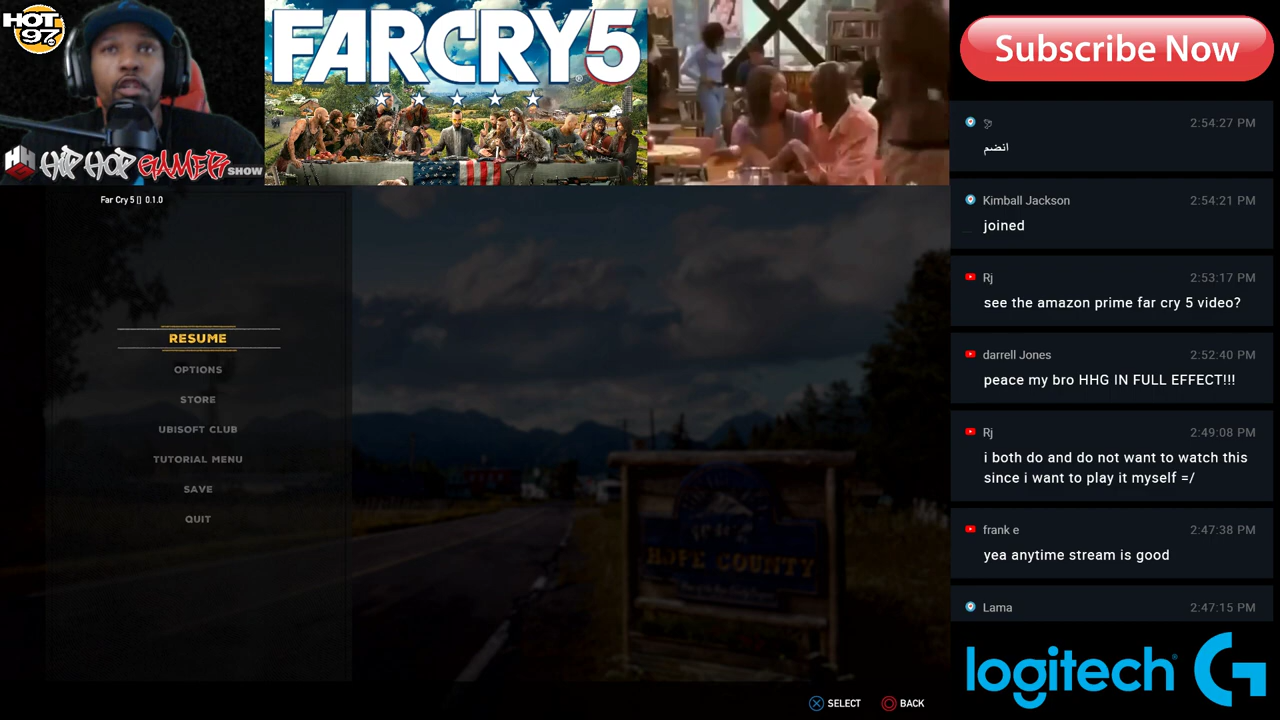 HOT
97
HIP HOP GAMER SHOW
FARCRY5
Far Cry 5 [] 0.1.0
RESUME
OPTIONS
STORE
UBISOFT CLUB
TUTORIAL MENU
SAVE
QUIT
HOPE COUNTY
SELECT
BACK
Subscribe Now
2:54:27 PM
انضم
Kimball Jackson 2:54:21 PM
joined
Rj 2:53:17 PM
see the amazon prime far cry 5 video?
darrell Jones 2:52:40 PM
peace my bro HHG IN FULL EFFECT!!!
Rj 2:49:08 PM
i both do and do not want to watch this
since i want to play it myself =/
frank e 2:47:38 PM
yea anytime stream is good
Lama 2:47:15 PM
logitech G